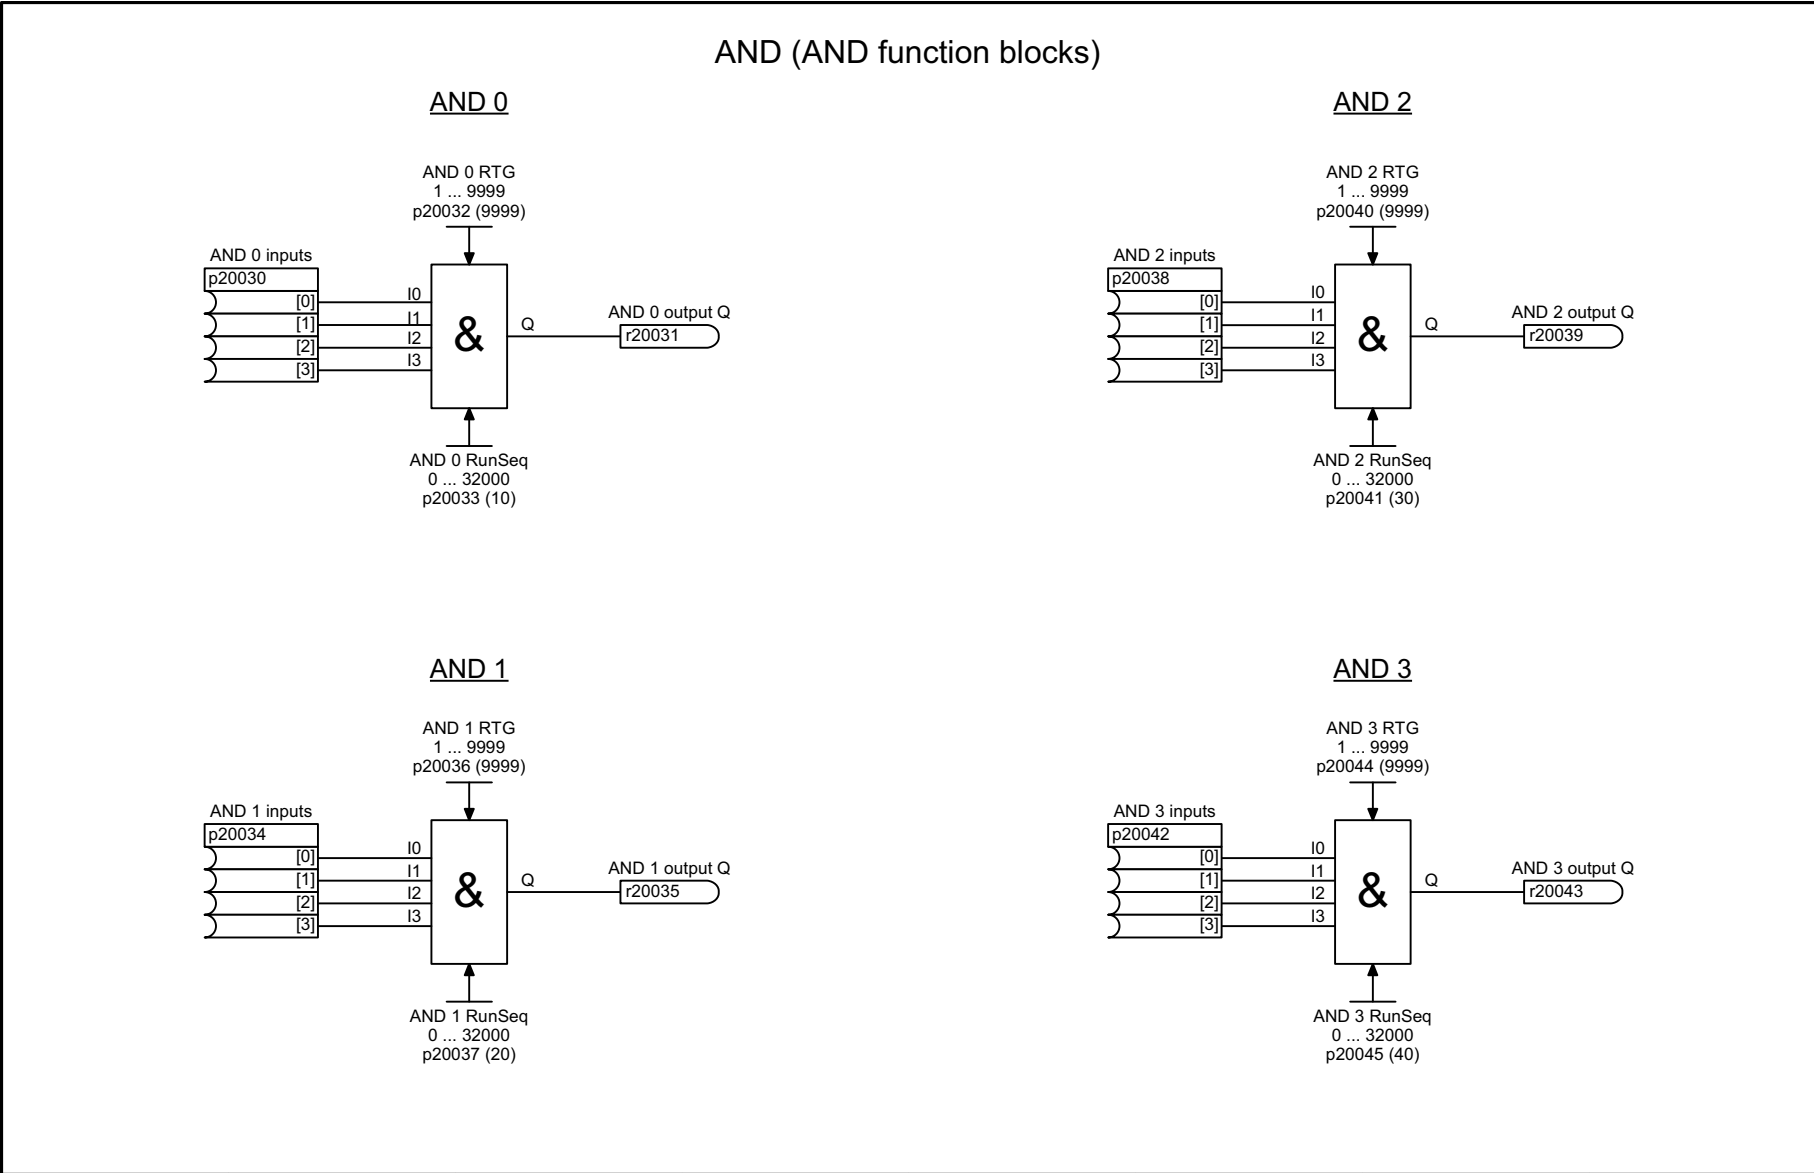 AND (AND function blocks)
AND 0
AND 0 RTG
1 ... 9999
p20032 (9999)
AND 0 inputs
p20030
[0]
[1]
[2]
[3]
I0
I1
I2
I3
&
Q
AND 0 output Q
r20031
AND 0 RunSeq
0 ... 32000
p20033 (10)
AND 2
AND 2 RTG
1 ... 9999
p20040 (9999)
AND 2 inputs
p20038
[0]
[1]
[2]
[3]
I0
I1
I2
I3
&
Q
AND 2 output Q
r20039
AND 2 RunSeq
0 ... 32000
p20041 (30)
AND 1
AND 1 RTG
1 ... 9999
p20036 (9999)
AND 1 inputs
p20034
[0]
[1]
[2]
[3]
I0
I1
I2
I3
&
Q
AND 1 output Q
r20035
AND 1 RunSeq
0 ... 32000
p20037 (20)
AND 3
AND 3 RTG
1 ... 9999
p20044 (9999)
AND 3 inputs
p20042
[0]
[1]
[2]
[3]
I0
I1
I2
I3
&
Q
AND 3 output Q
r20043
AND 3 RunSeq
0 ... 32000
p20045 (40)